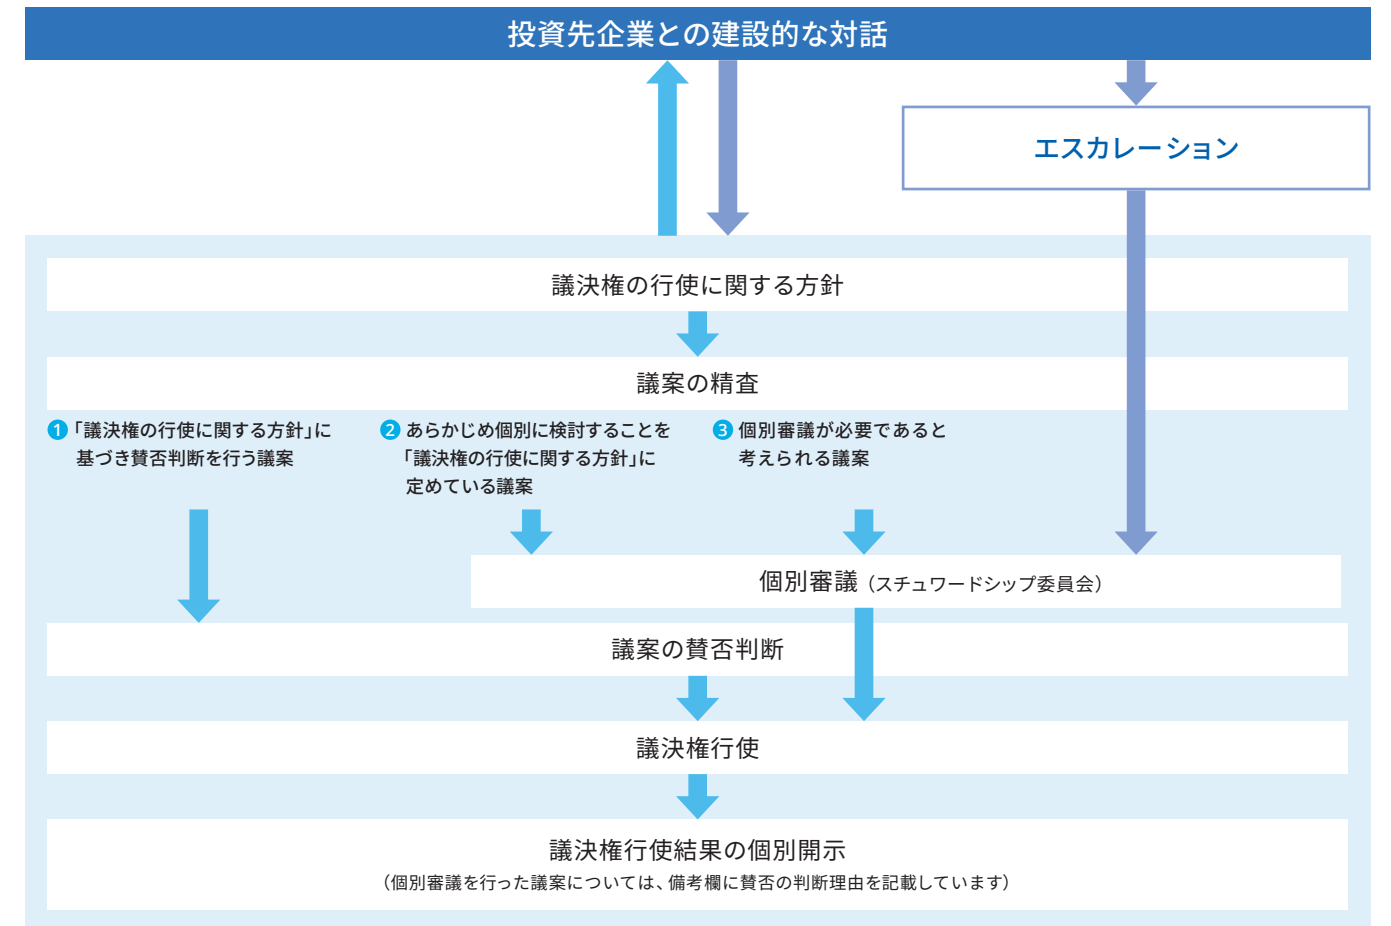 投資先企業との建設的な対話
エスカレーション
議決権の行使に関する方針
議案の精査
1「議決権の行使に関する方針」に
基づき賛否判断を行う議案
2 あらかじめ個別に検討することを
「議決権の行使に関する方針」に
定めている議案
3 個別審議が必要であると
考えられる議案
個別審議（スチュワードシップ委員会）
議案の賛否判断
議決権行使
議決権行使結果の個別開示
（個別審議を行った議案については、備考欄に賛否の判断理由を記載しています）